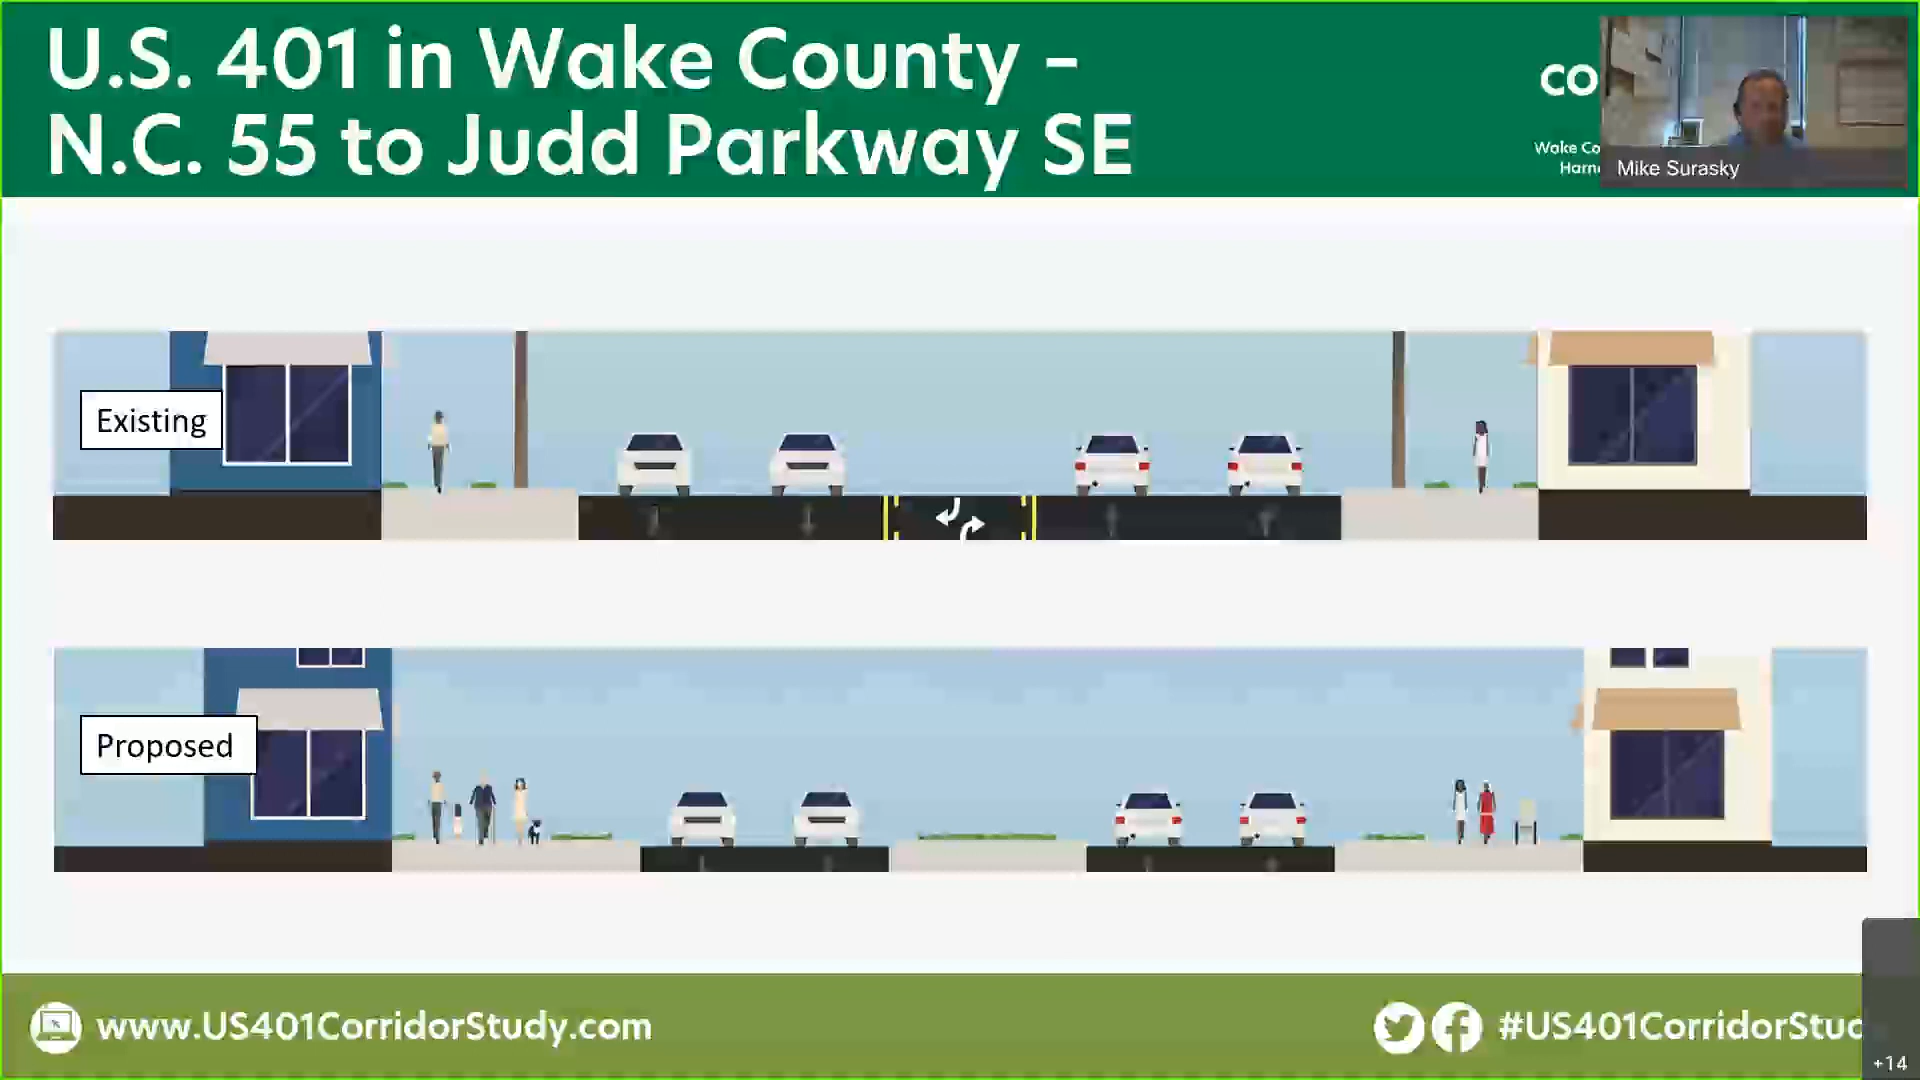 U.S. 401 in Wake County –
N.C. 55 to Judd Parkway SE
CO
Wake Co
Harn
Mike Surasky
Existing
Proposed
www.US401CorridorStudy.com
#US401CorridorStud
+14